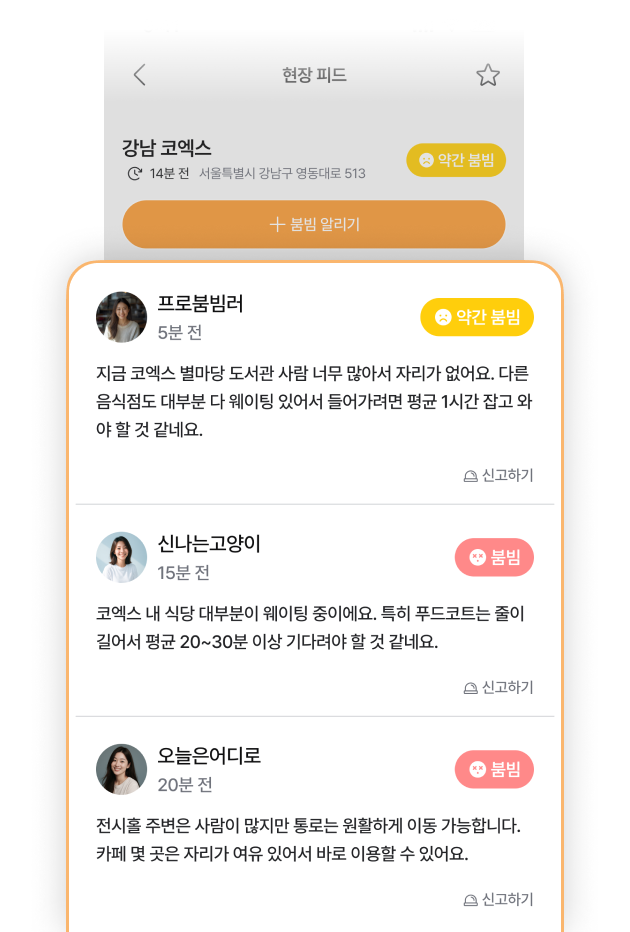 현장 피드
강남 코엑스
14분 전 서울특별시 강남구 영동대로 513
약간 붐빔
+ 붐빔 알리기
프로붐빔러
5분 전
약간 붐빔
지금 코엑스 별마당 도서관 사람 너무 많아서 자리가 없어요. 다른
음식점도 대부분 다 웨이팅 있어서 들어가려면 평균 1시간 잡고 와
야 할 것 같네요.
신고하기
신나는고양이
15분 전
붐빔
코엑스 내 식당 대부분이 웨이팅 중이에요. 특히 푸드코트는 줄이
길어서 평균 20~30분 이상 기다려야 할 것 같네요.
신고하기
오늘은어디로
20분 전
붐빔
전시홀 주변은 사람이 많지만 통로는 원활하게 이동 가능합니다.
카페 몇 곳은 자리가 여유 있어서 바로 이용할 수 있어요.
신고하기